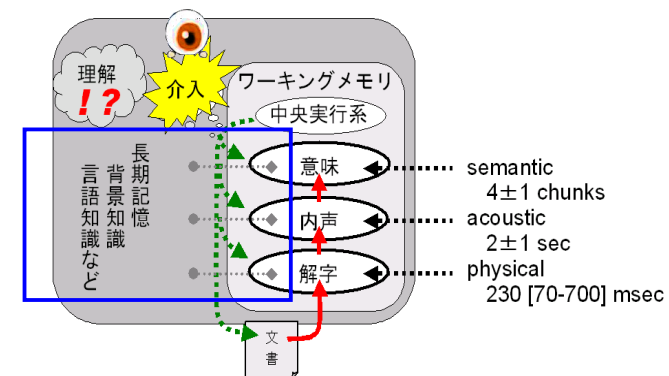 理解
!?
介入
ワーキングメモリ
中央実行系
長期記憶
背景知識
言語知識など
意味
内声
解字
文書
semantic
4±1 chunks
acoustic
2±1 sec
physical
230 [70-700] msec